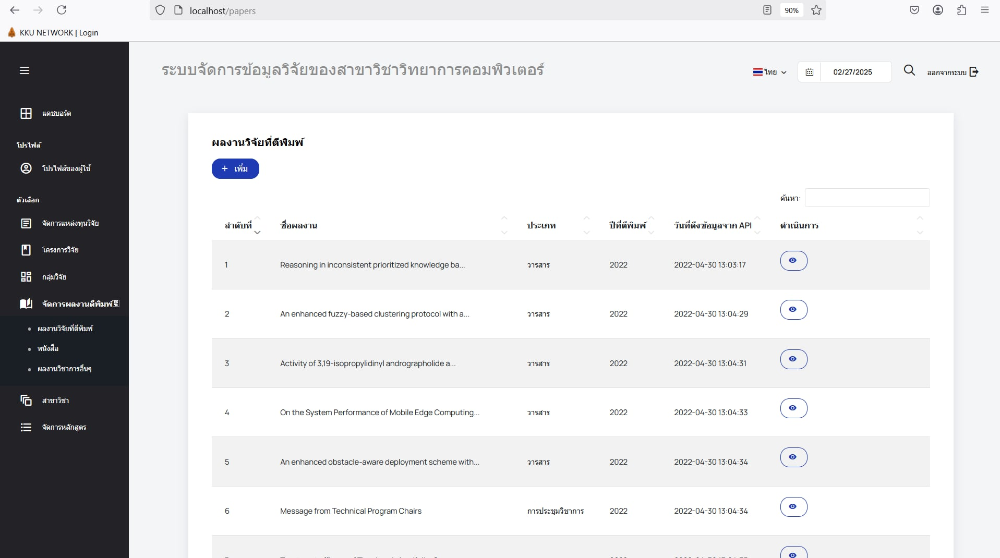 localhost/papers
90%
KKU NETWORK | Login
ระบบจัดการข้อมูลวิจัยของสาขาวิชาวิทยาการคอมพิวเตอร์
ไทย
02/27/2025
ออกจากระบบ
แดชบอร์ด
โปรไฟล์
โปรไฟล์ของผู้ใช้
ตัวเลือก
จัดการแหล่งทุนวิจัย
โครงการวิจัย
กลุ่มวิจัย
จัดการผลงานตีพิมพ์
ผลงานวิจัยที่ตีพิมพ์
หนังสือ
ผลงานวิชาการอื่นๆ
สาขาวิชา
จัดการหลักสูตร
ผลงานวิจัยที่ตีพิมพ์
+ เพิ่ม
ค้นหา:
ลำดับที่ ชื่อผลงาน ประเภท ปีที่ตีพิมพ์ วันที่ดึงข้อมูลจาก API ดำเนินการ
1 Reasoning in inconsistent prioritized knowledge ba... วารสาร 2022 2022-04-30 13:03:17
2 An enhanced fuzzy-based clustering protocol with a... วารสาร 2022 2022-04-30 13:04:29
3 Activity of 3,19-isopropylidinyl andrographolide a... วารสาร 2022 2022-04-30 13:04:31
4 On the System Performance of Mobile Edge Computing... วารสาร 2022 2022-04-30 13:04:33
5 An enhanced obstacle-aware deployment scheme with... วารสาร 2022 2022-04-30 13:04:34
6 Message from Technical Program Chairs การประชุมวิชาการ 2022 2022-04-30 13:04:34